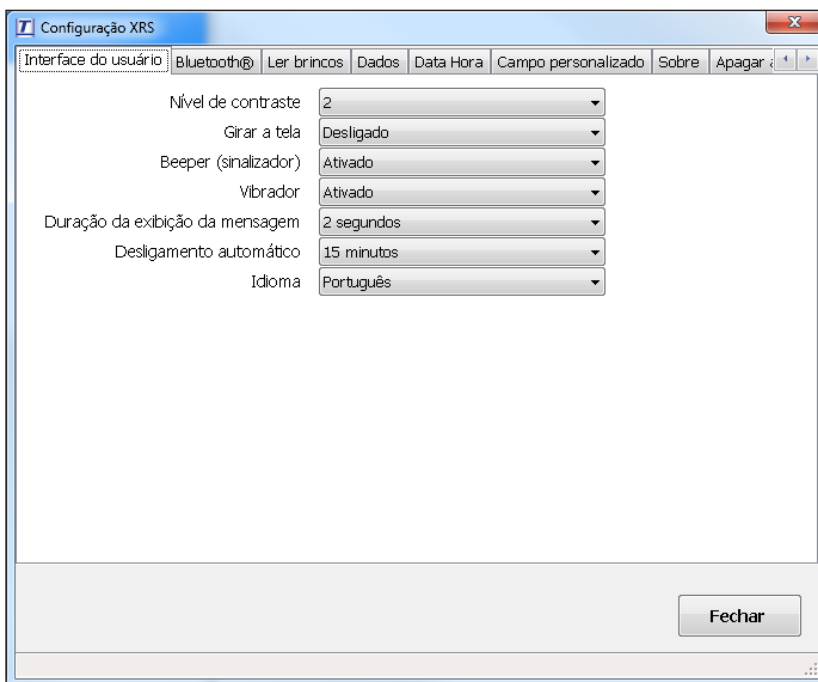 T Configuração XRS
Interface do usuário Bluetooth® Ler brincos Dados Data Hora Campo personalizado Sobre Apagar
Nível de contraste 2
Girar a tela Desligado
Beeper (sinalizador) Ativado
Vibrador Ativado
Duração da exibição da mensagem 2 segundos
Desligamento automático 15 minutos
Idioma Português
Fechar